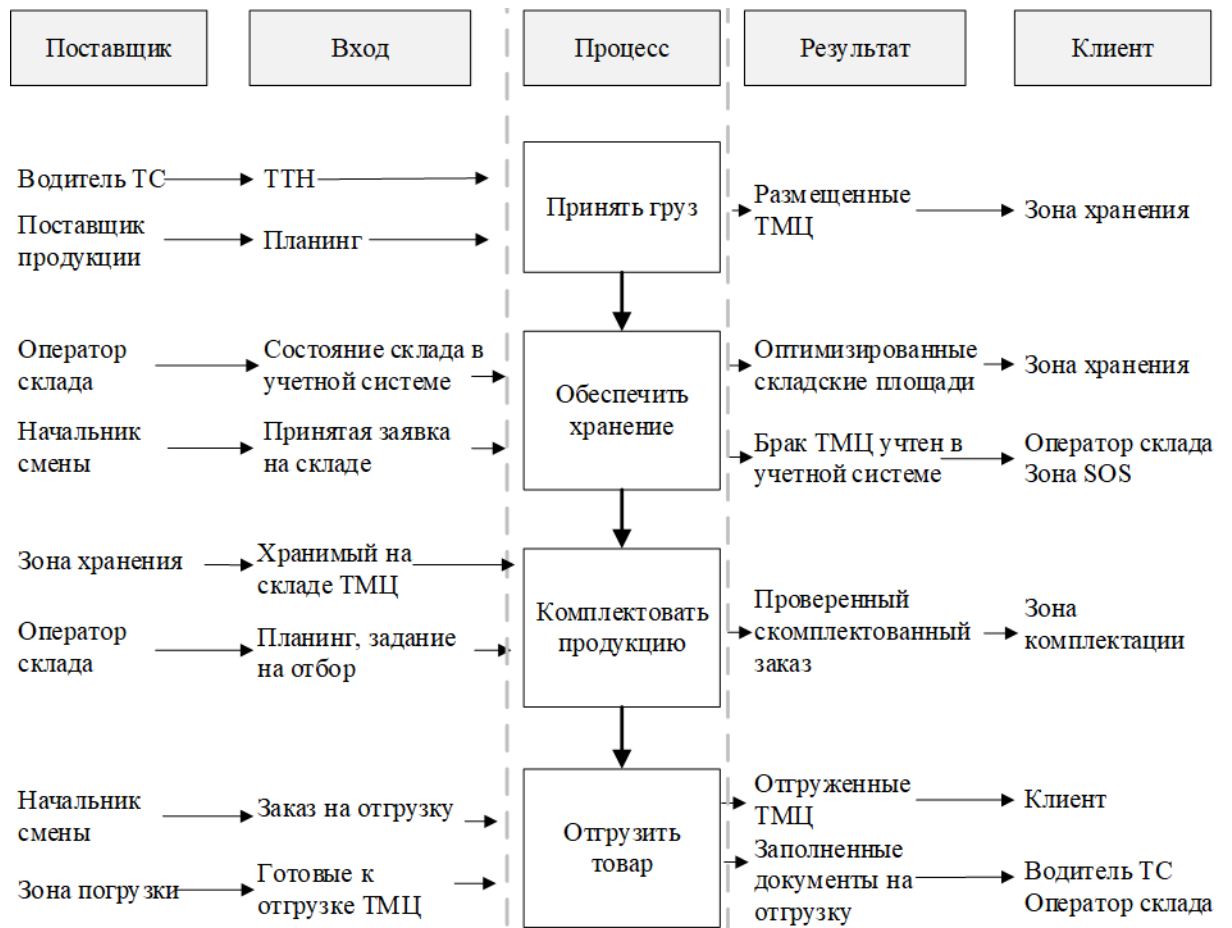 Поставщик
Вход
Процесс
Результат
Клиент
Водитель ТС
ТТН
Поставщик
продукции
Планинг
Принять груз
Размещенные
ТМЦ
Зона хранения
Оператор
склада
Состояние склада в
учетной системе
Начальник
смены
Принятая заявка
на складе
Обеспечить
хранение
Оптимизированные
складские площади
Зона хранения
Брак ТМЦ учтен в
учетной системе
Оператор склада
Зона SOS
Зона хранения
Хранимый на
складе ТМЦ
Оператор
склада
Планинг, задание
на отбор
Комплектовать
продукцию
Проверенный
скомплектованный
заказ
Зона
комплектации
Начальник
смены
Заказ на отгрузку
Зона погрузки
Готовые к
отгрузке ТМЦ
Отгрузить
товар
Отгруженные
ТМЦ
Клиент
Заполненные
документы на
отгрузку
Водитель ТС
Оператор склада